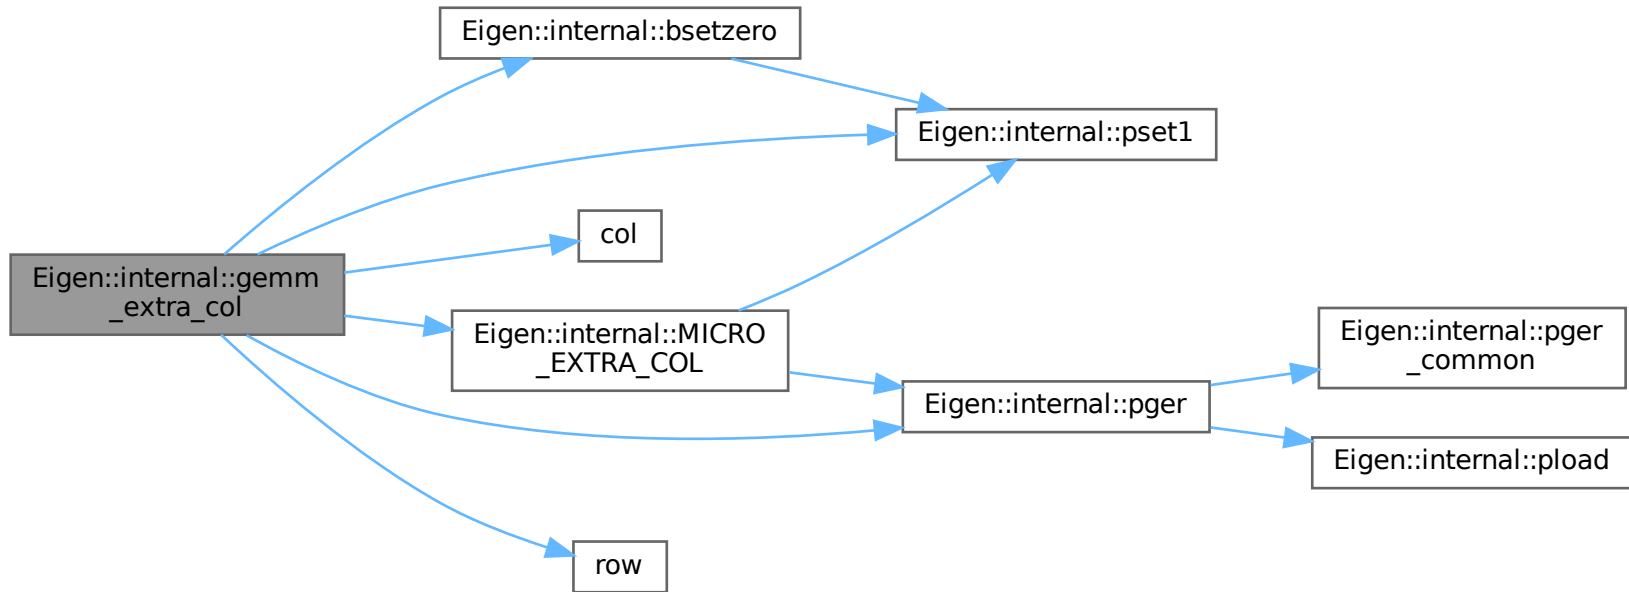 Eigen::internal::bsetzero
Eigen::internal::pset1
col
Eigen::internal::gemm
_extra_col
Eigen::internal::MICRO
_EXTRA_COL
Eigen::internal::pger
_common
Eigen::internal::pger
Eigen::internal::pload
row